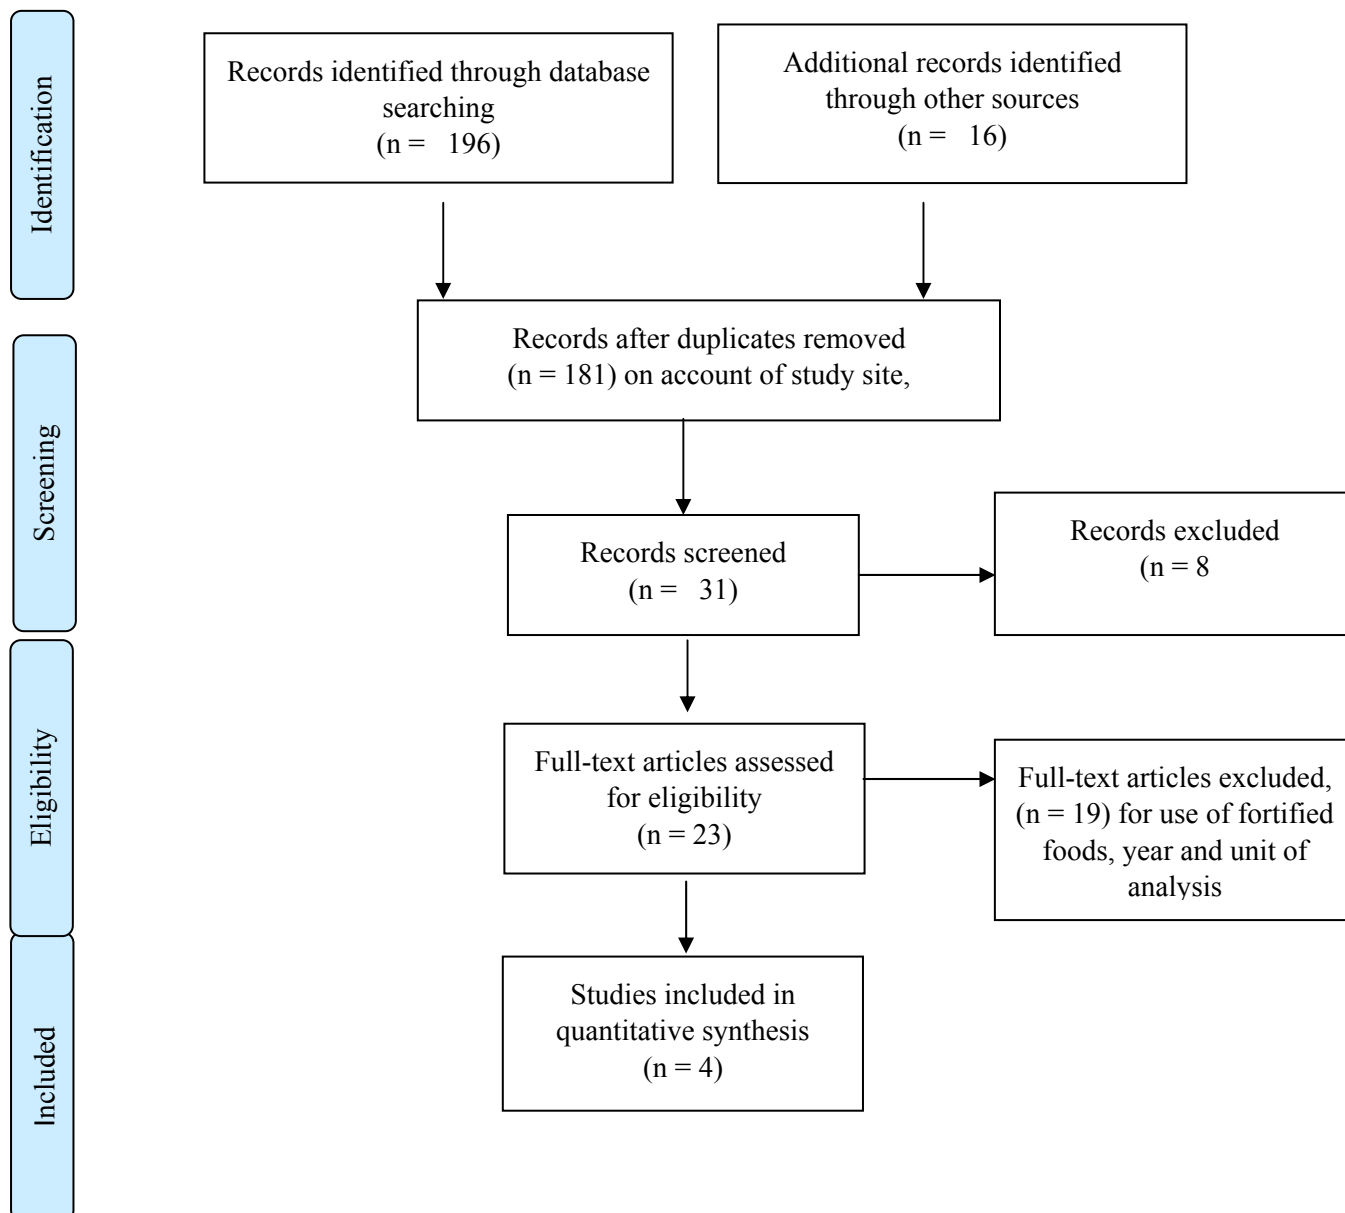 Identification
Records identified through database
searching
(n =   196)
Additional records identified
through other sources
(n =   16)
Records after duplicates removed
(n = 181) on account of study site,
Screening
Records screened
(n =   31)
Records excluded
(n = 8
Eligibility
Full-text articles assessed
for eligibility
(n = 23)
Full-text articles excluded,
(n = 19) for use of fortified
foods, year and unit of
analysis
Included
Studies included in
quantitative synthesis
(n = 4)